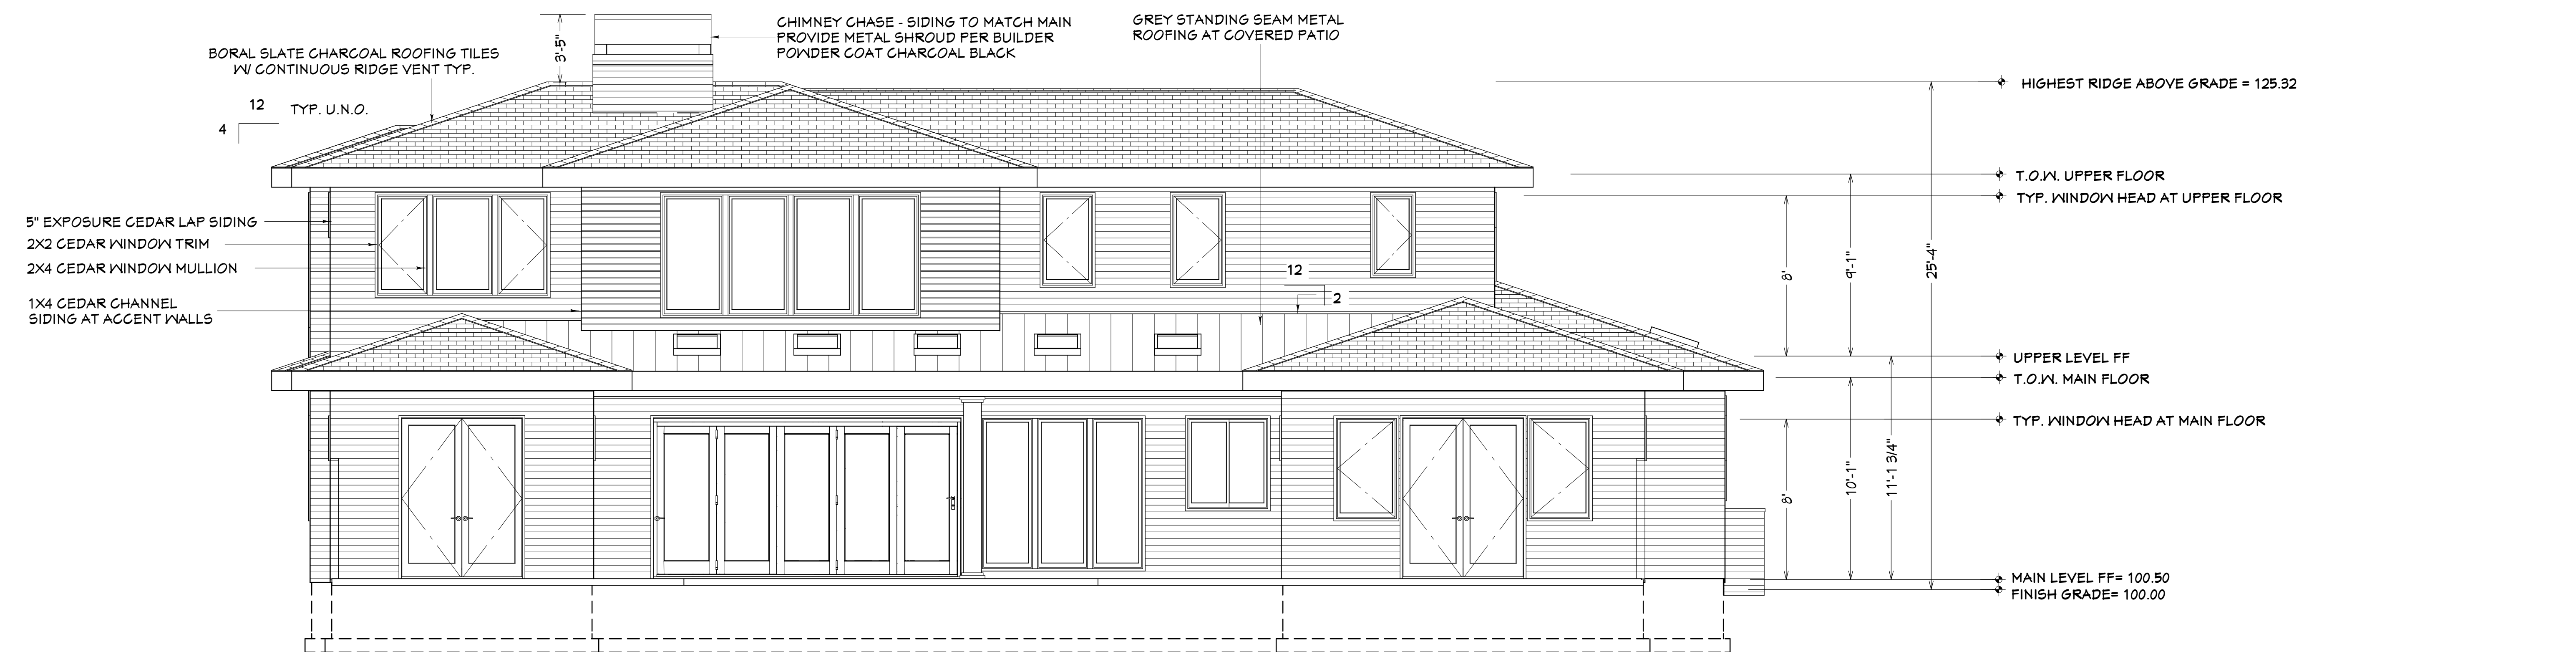 CHIMNEY CHASE - SIDING TO MATCH MAIN
PROVIDE METAL SHROUD PER BUILDER
POWDER COAT CHARCOAL BLACK
GREY STANDING SEAM METAL
ROOFING AT COVERED PATIO
3'-5"
BORAL SLATE CHARCOAL ROOFING TILES
W/ CONTINUOUS RIDGE VENT TYP.
12
4
TYP. U.N.O.
HIGHEST RIDGE ABOVE GRADE = 125.32
T.O.W. UPPER FLOOR
TYP. WINDOW HEAD AT UPPER FLOOR
5" EXPOSURE CEDAR LAP SIDING
2X2 CEDAR WINDOW TRIM
2X4 CEDAR WINDOW MULLION
1X4 CEDAR CHANNEL
SIDING AT ACCENT WALLS
12
2
8'
9'-1"
25'-4"
UPPER LEVEL FF
T.O.W. MAIN FLOOR
TYP. WINDOW HEAD AT MAIN FLOOR
8'
10'-1"
11'-1 3/4"
MAIN LEVEL FF= 100.50
FINISH GRADE= 100.00